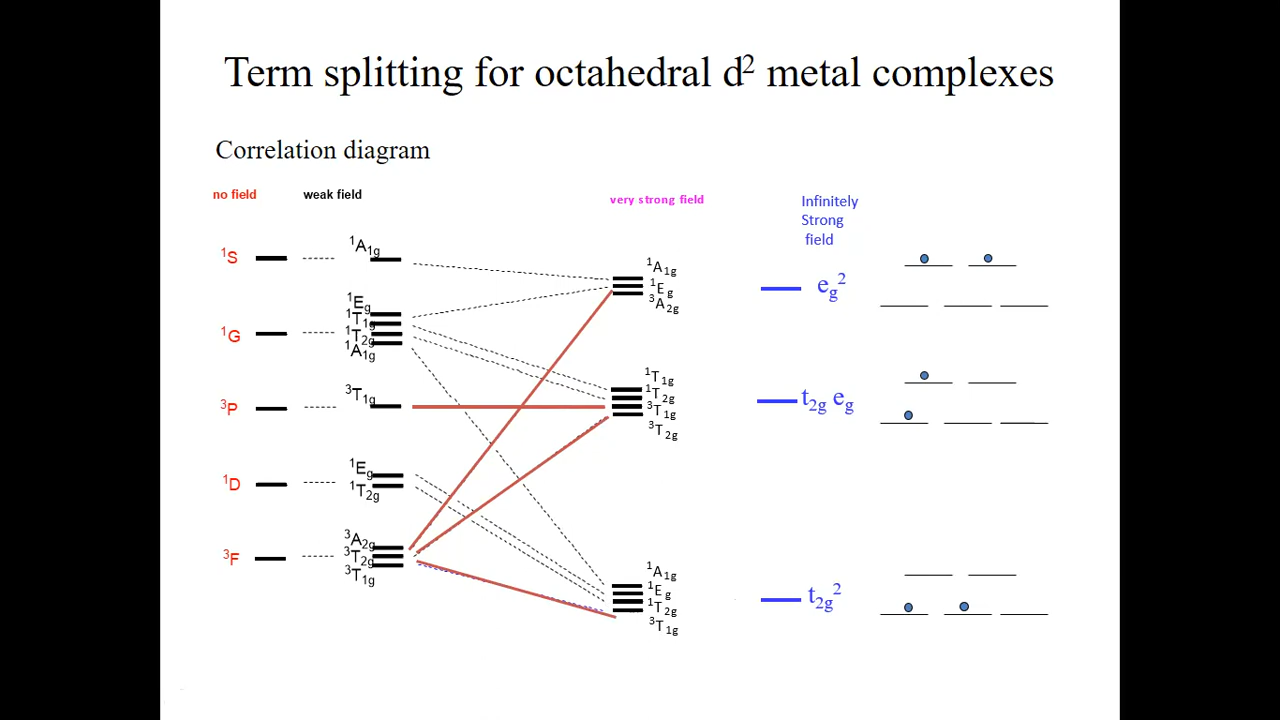 Term splitting for octahedral d² metal complexes
Correlation diagram
no field
weak field
very strong field
Infinitely
Strong
field
¹S
¹G
³P
¹D
³F
¹A₁g
¹Eg
¹T₁g
¹T₂g
¹A₁g
³T₁g
¹Eg
¹T₂g
³A₂g
³T₂g
³T₁g
¹A₁g
¹Eg
³A₂g
¹T₁g
¹T₂g
³T₁g
³T₂g
¹A₁g
¹Eg
¹T₂g
³T₁g
eg²
t₂g eg
t₂g²